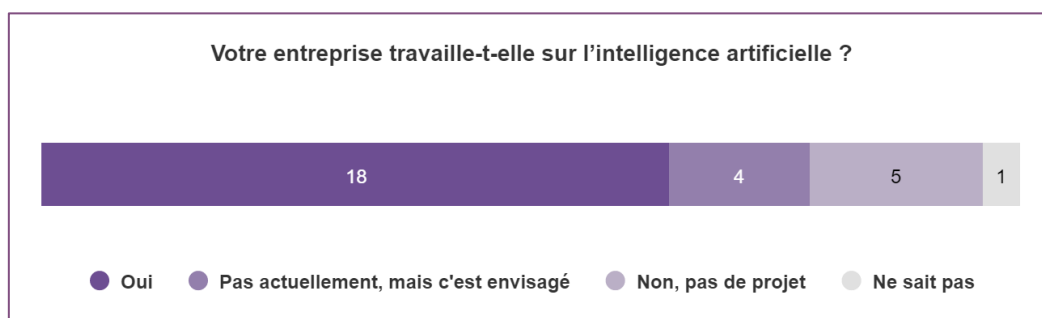 Votre entreprise travaille-t-elle sur l’intelligence artificielle ?
18 4 5 1
Oui Pas actuellement, mais c'est envisagé Non, pas de projet Ne sait pas